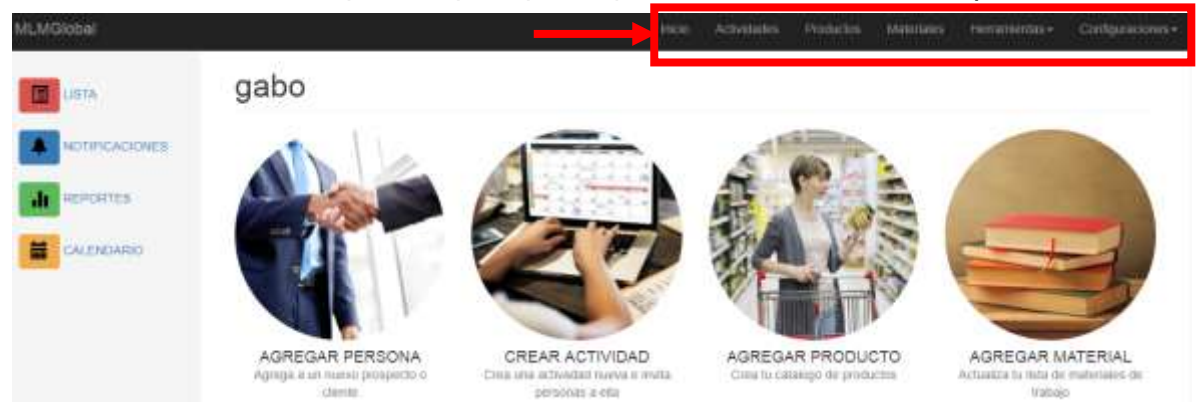 MLMGlobal
Inicio Actividades Productos Materiales Herramientas Configuraciones
LISTA
NOTIFICACIONES
REPORTES
CALENDARIO
gabo
AGREGAR PERSONA
Agrega a un nuevo prospecto o
cliente.
CREAR ACTIVIDAD
Crea una actividad nueva e invita
personas a ella
AGREGAR PRODUCTO
Crea tu catalogo de productos
AGREGAR MATERIAL
Actualiza tu lista de materiales de
trabajo